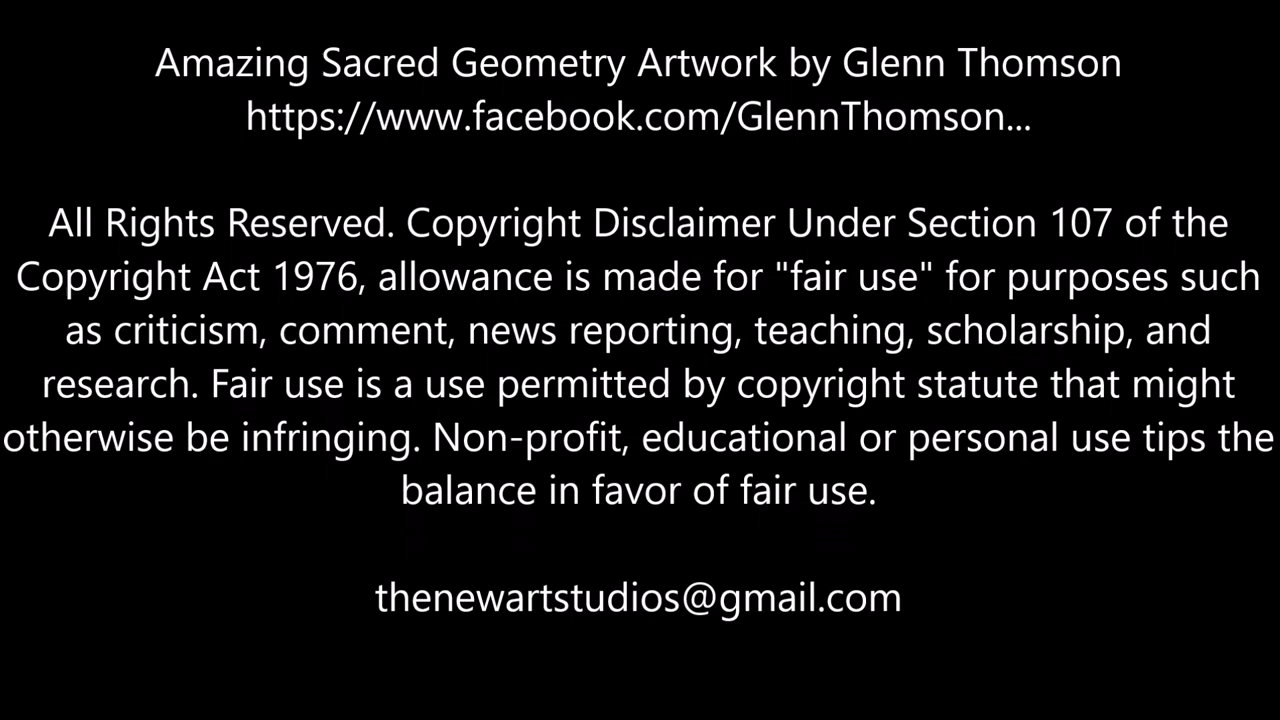 Amazing Sacred Geometry Artwork by Glenn Thomson
https://www.facebook.com/GlennThomson...
All Rights Reserved. Copyright Disclaimer Under Section 107 of the
Copyright Act 1976, allowance is made for "fair use" for purposes such
as criticism, comment, news reporting, teaching, scholarship, and
research. Fair use is a use permitted by copyright statute that might
otherwise be infringing. Non-profit, educational or personal use tips the
balance in favor of fair use.
thenewartstudios@gmail.com